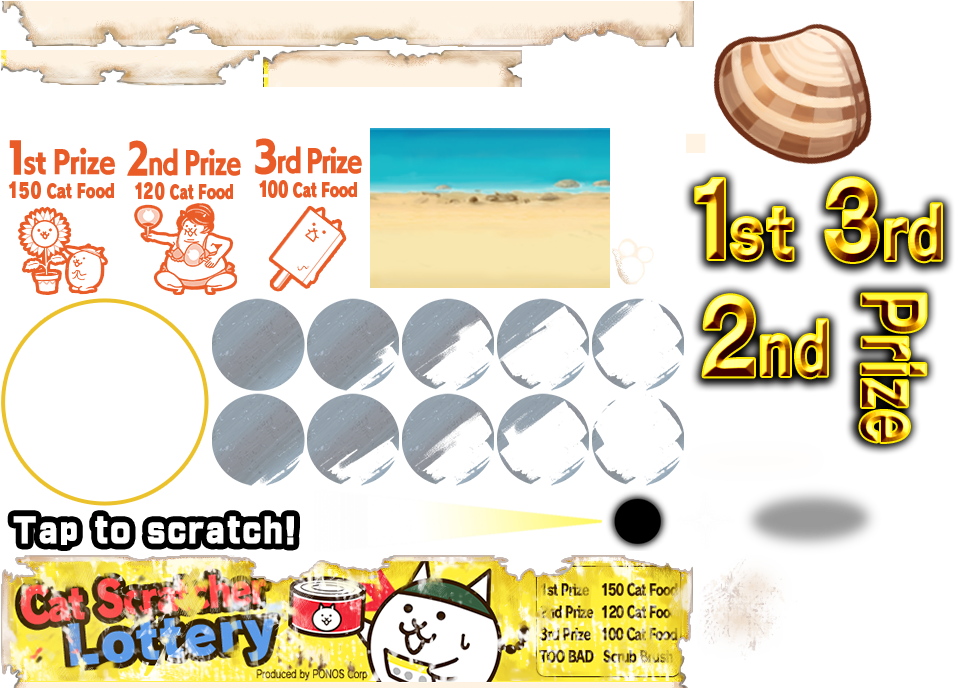 1st Prize
150 Cat Food
2nd Prize
120 Cat Food
3rd Prize
100 Cat Food
1st
3rd
2nd
Prize
Tap to scratch!
Cat Scratcher
Lottery
Produced by PONOS Corp
1st Prize 150 Cat Food
2nd Prize 120 Cat Foo
3rd Prize 100 Cat Food
TOO BAD Scrub Brush